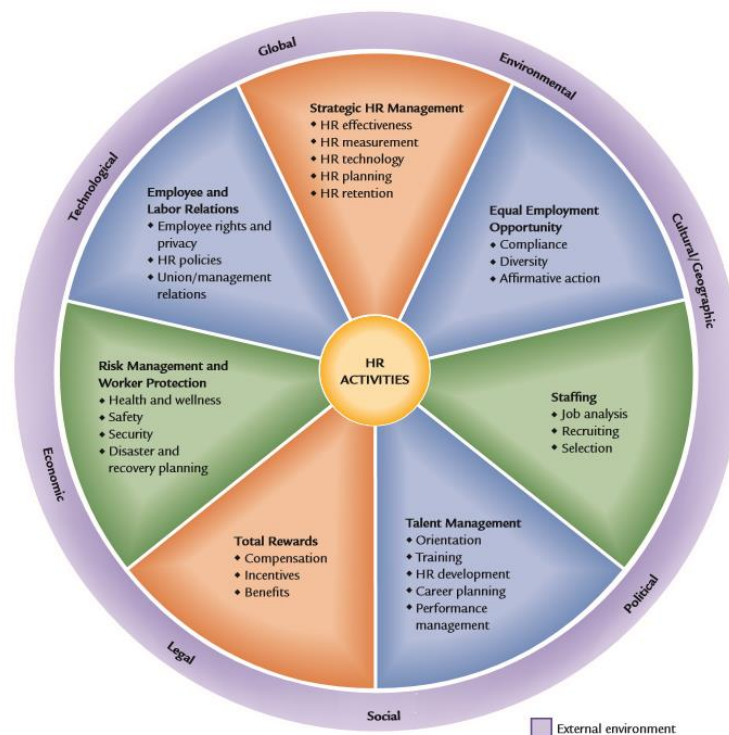 Global
Environmental
Strategic HR Management
◆ HR effectiveness
◆ HR measurement
◆ HR technology
◆ HR planning
◆ HR retention
Technological
Employee and
Labor Relations
◆ Employee rights and
privacy
◆ HR policies
◆ Union/management
relations
Equal Employment
Opportunity
◆ Compliance
◆ Diversity
◆ Affirmative action
Cultural/Geographic
HR
ACTIVITIES
Risk Management and
Worker Protection
◆ Health and wellness
◆ Safety
◆ Security
◆ Disaster and
recovery planning
Staffing
◆ Job analysis
◆ Recruiting
◆ Selection
Economic
Total Rewards
◆ Compensation
◆ Incentives
◆ Benefits
Talent Management
◆ Orientation
◆ Training
◆ HR development
◆ Career planning
◆ Performance
management
Political
Legal
Social
External environment